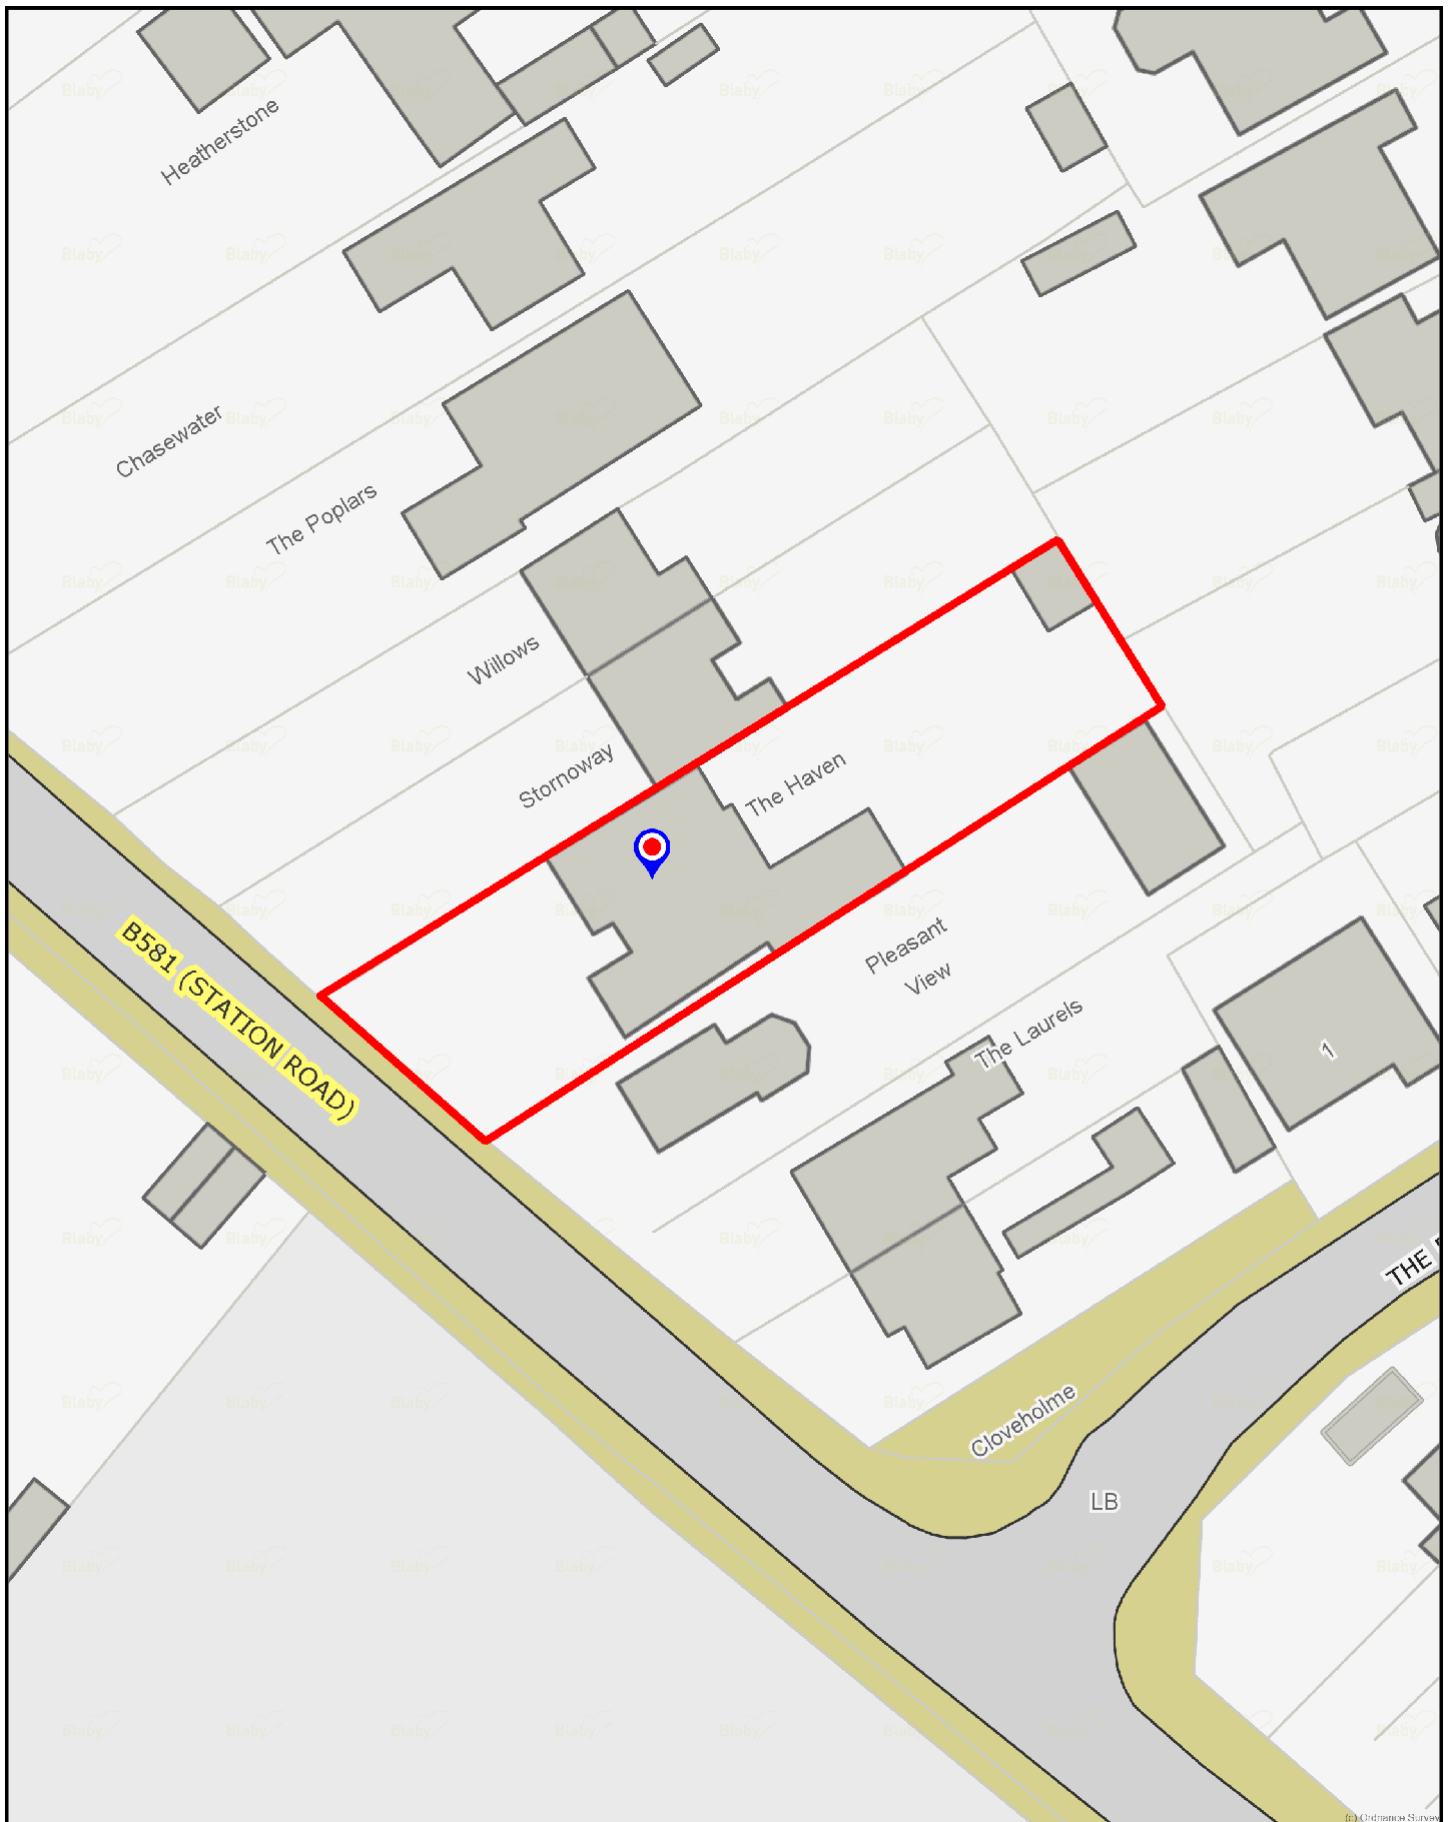 Heatherstone
Chasewater
The Poplars
Willows
Stornoway
The Haven
B581 (STATION ROAD)
Pleasant
View
The Laurels
1
THE
Cloveholme
LB
(c) Ordnance Survey